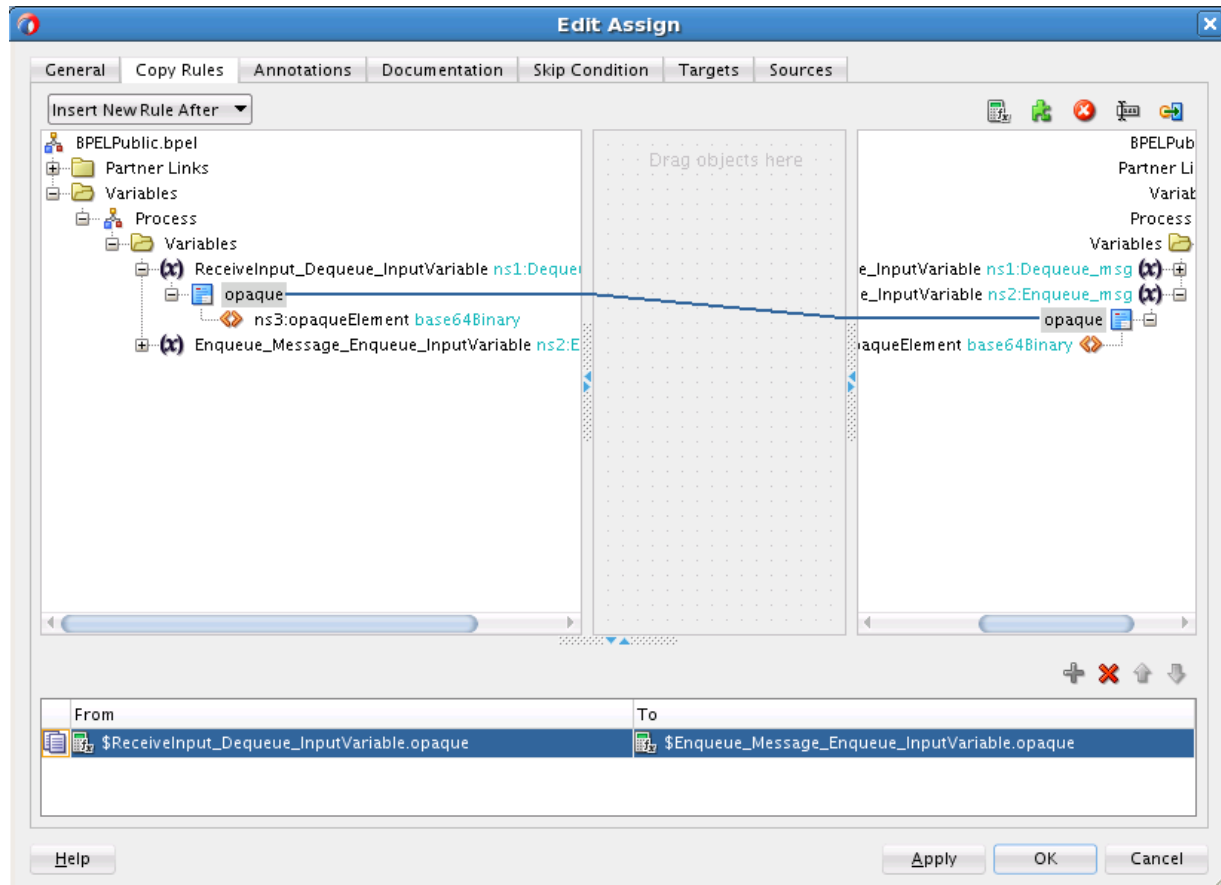 Edit Assign
General Copy Rules Annotations Documentation Skip Condition Targets Sources
Insert New Rule After
BPELPublic.bpel
Partner Links
Variables
Process
Variables
ReceiveInput_Dequeue_InputVariable ns1:Deque
opaque
ns3:opaqueElement base64Binary
Enqueue_Message_Enqueue_InputVariable ns2:E
Drag objects here
BPELPub
Partner Li
Variab
Process
Variables
e_InputVariable ns1:Dequeue_msg
e_InputVariable ns2:Enqueue_msg
opaque
aqueElement base64Binary
From To
$ReceiveInput_Dequeue_InputVariable.opaque $Enqueue_Message_Enqueue_InputVariable.opaque
Help Apply OK Cancel